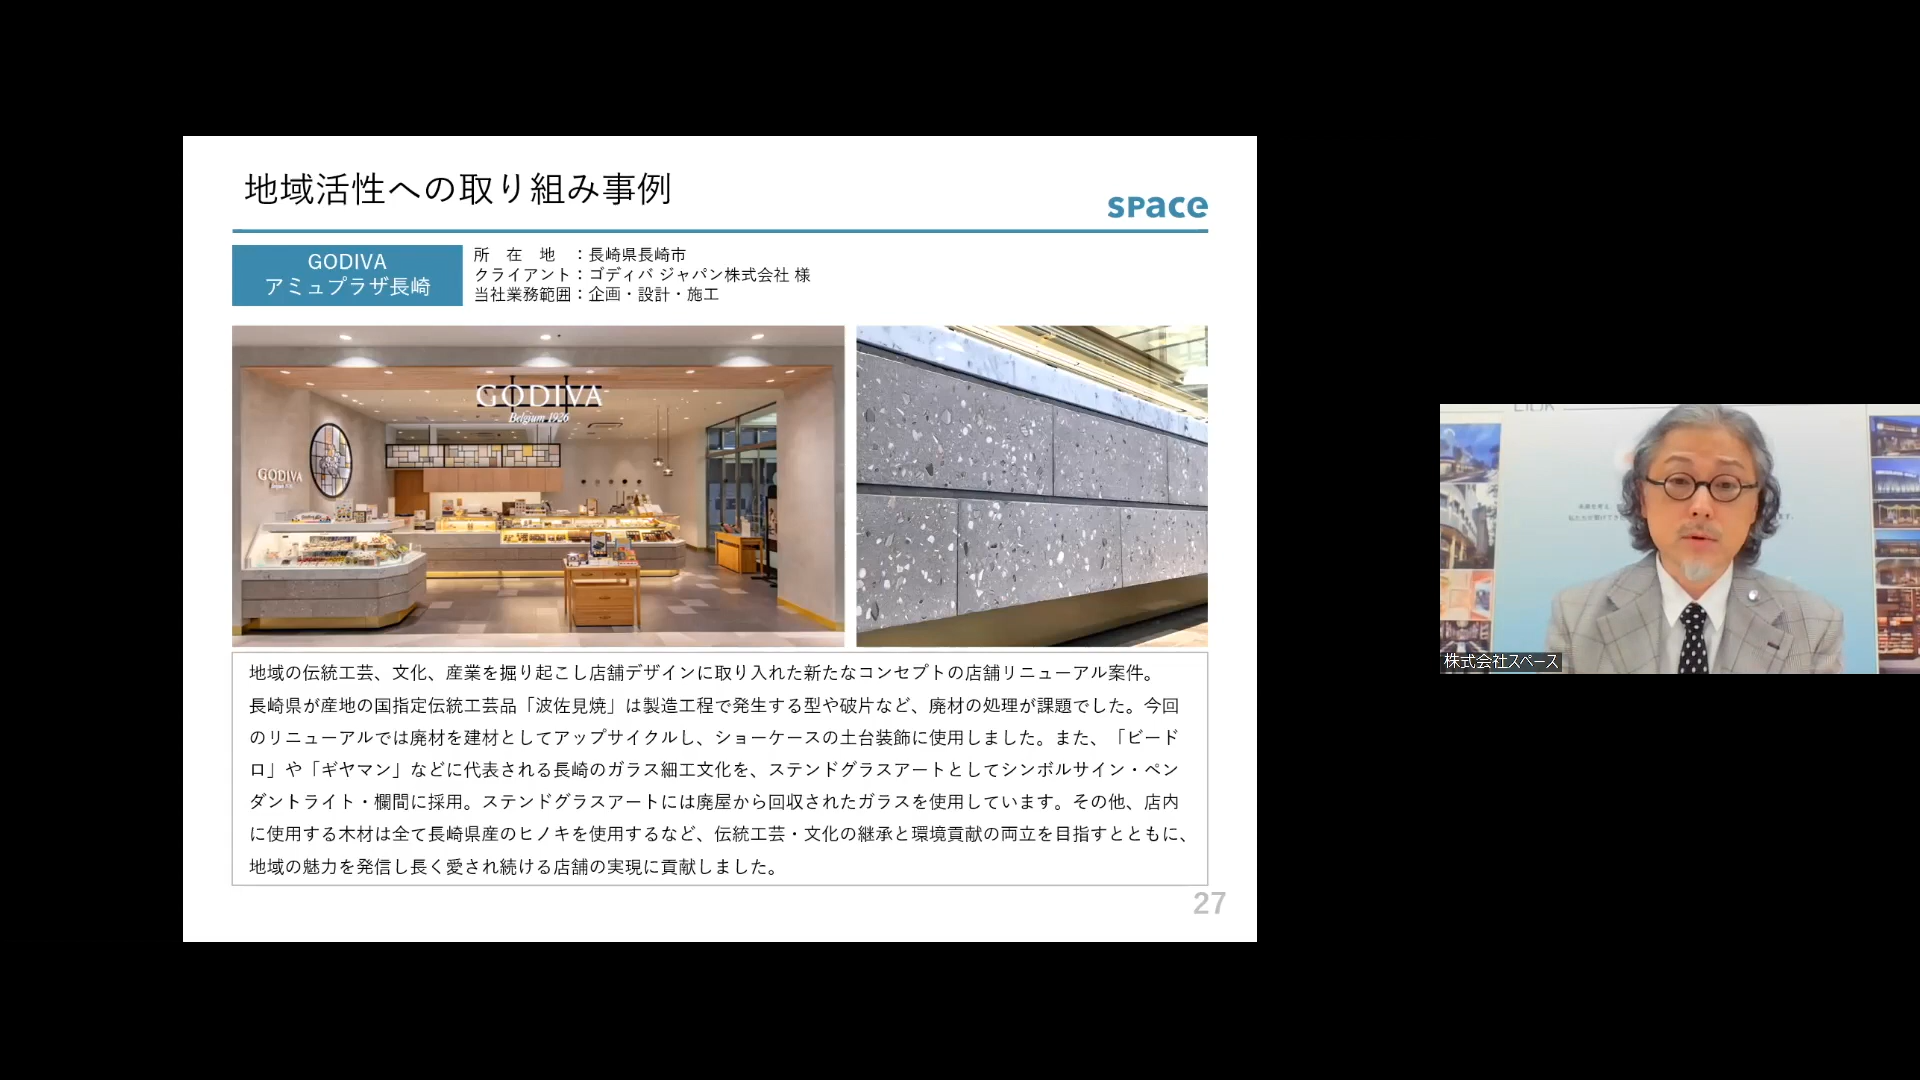 地域活性への取り組み事例
space
GODIVA
アミュプラザ長崎
所 在 地 ：長崎県長崎市
クライアント：ゴディバ ジャパン株式会社 様
当社業務範囲：企画・設計・施工
GODIVA
Belgium 1926
GODIVA
地域の伝統工芸、文化、産業を掘り起こし店舗デザインに取り入れた新たなコンセプトの店舗リニューアル案件。
長崎県が産地の国指定伝統工芸品「波佐見焼」は製造工程で発生する型や破片など、廃材の処理が課題でした。今回
のリニューアルでは廃材を建材としてアップサイクルし、ショーケースの土台装飾に使用しました。また、「ビード
ロ」や「ギヤマン」などに代表される長崎のガラス細工文化を、ステンドグラスアートとしてシンボルサイン・ペン
ダントライト・欄間に採用。ステンドグラスアートには廃屋から回収されたガラスを使用しています。その他、店内
に使用する木材は全て長崎県産のヒノキを使用するなど、伝統工芸・文化の継承と環境貢献の両立を目指すとともに、
地域の魅力を発信し長く愛され続ける店舗の実現に貢献しました。
27
株式会社スペース